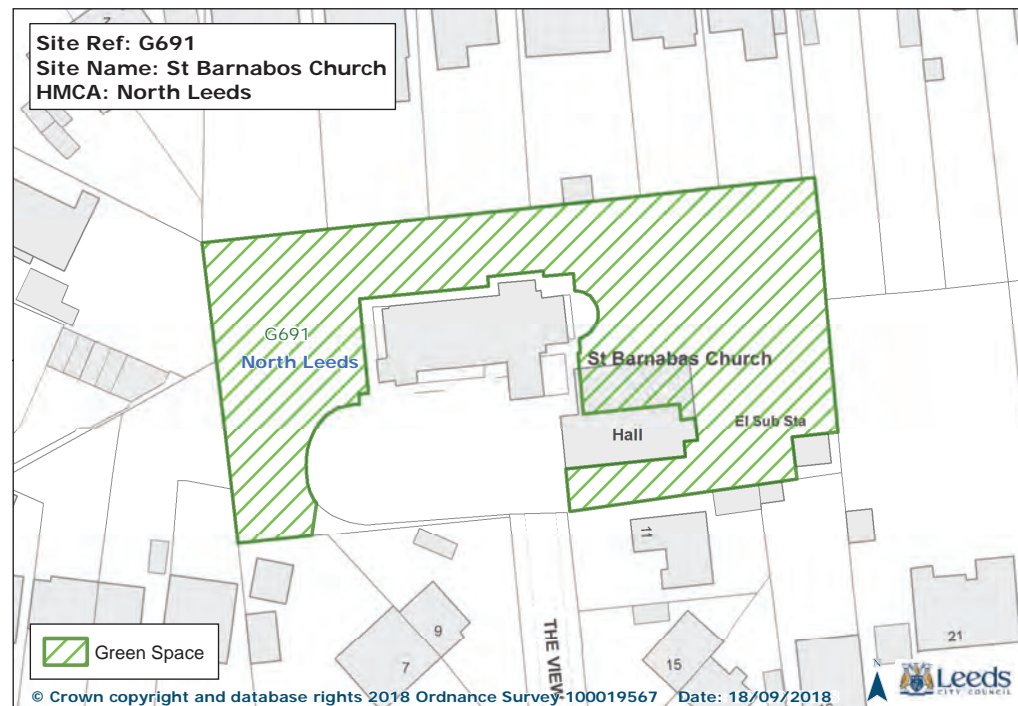 Site Ref: G691
Site Name: St Barnabos Church
HMCA: North Leeds
7
G691
North Leeds
St Barnabas Church
Hall
El Sub Sta
11
9
7
THE VIEW
15
21
Green Space
N
© Crown copyright and database rights 2018 Ordnance Survey 100019567 Date: 18/09/2018
Leeds
CITY COUNCIL